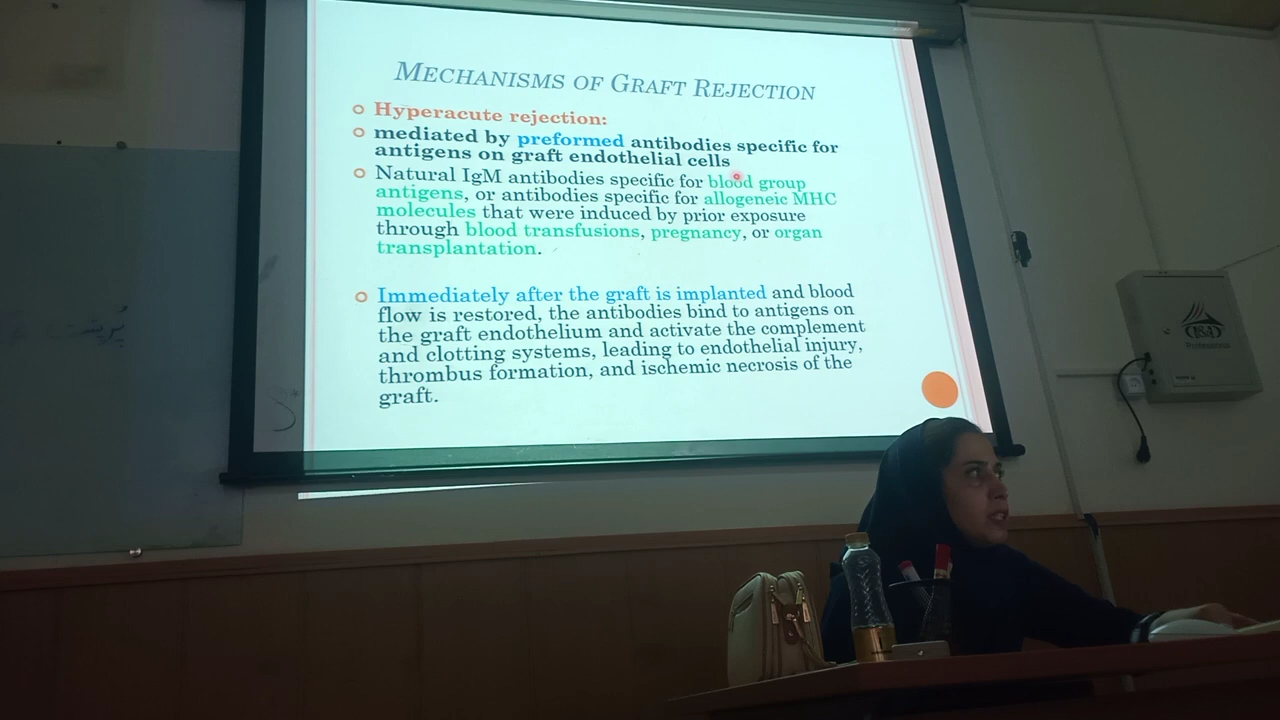 MECHANISMS OF GRAFT REJECTION
Hyperacute rejection:
mediated by preformed antibodies specific for
antigens on graft endothelial cells
Natural IgM antibodies specific for blood group
antigens, or antibodies specific for allogeneic MHC
molecules that were induced by prior exposure
through blood transfusions, pregnancy, or organ
transplantation.
Immediately after the graft is implanted and blood
flow is restored, the antibodies bind to antigens on
the graft endothelium and activate the complement
and clotting systems, leading to endothelial injury,
thrombus formation, and ischemic necrosis of the
graft.
Professional